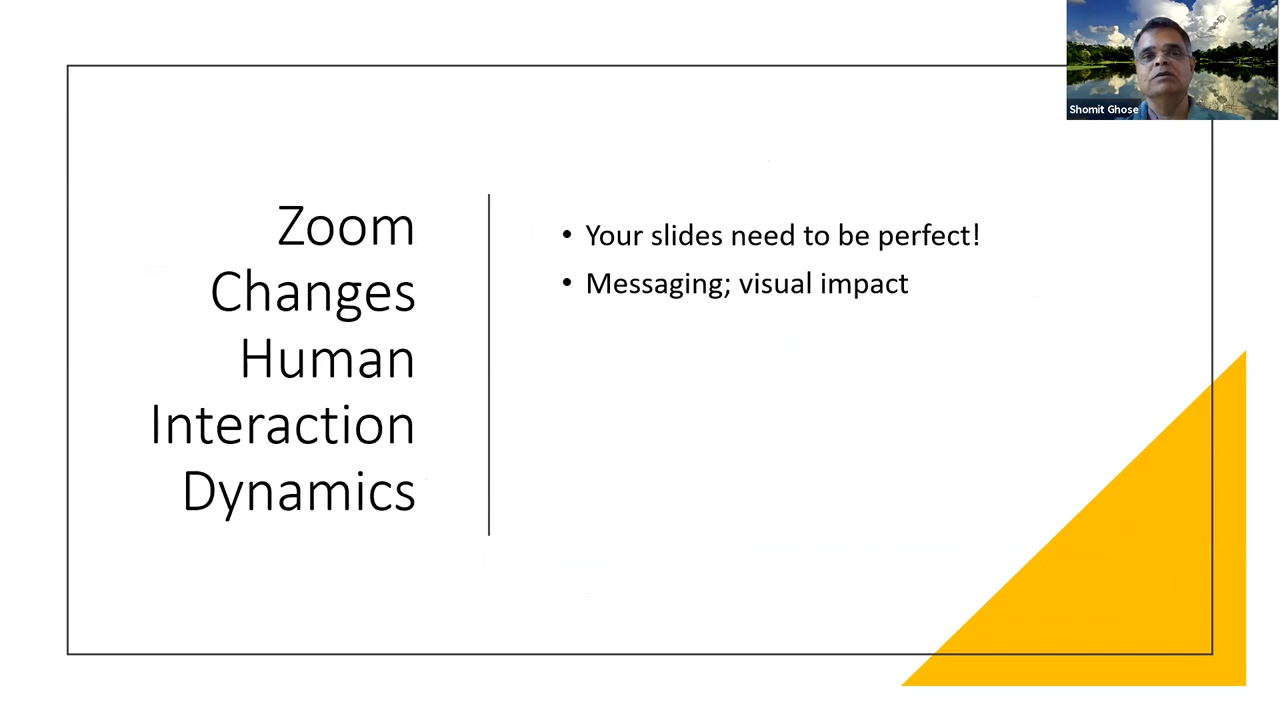 Zoom
Changes
Human
Interaction
Dynamics
• Your slides need to be perfect!
• Messaging; visual impact
Shomit Ghose